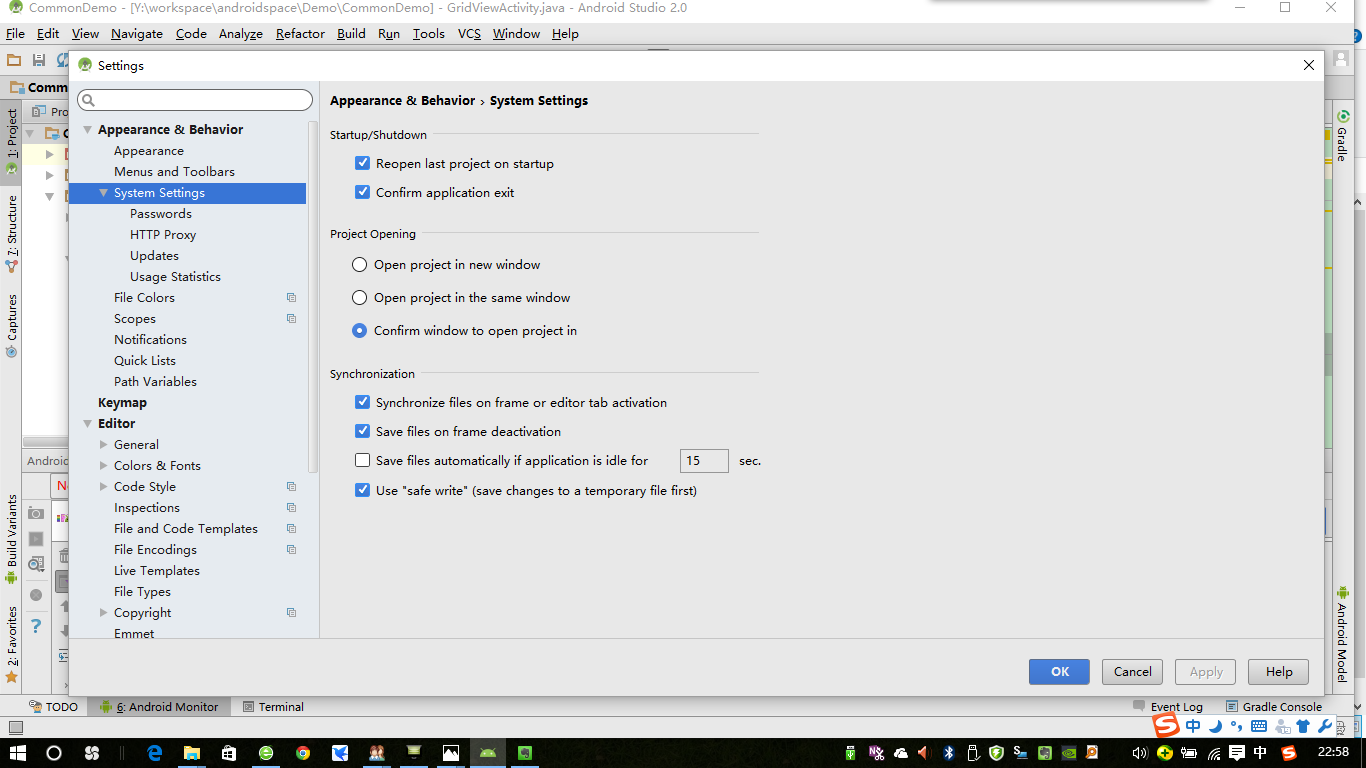 CommonDemo - [Y:\workspace\androidspace\Demo\CommonDemo] - GridViewActivity.java - Android Studio 2.0
File Edit View Navigate Code Analyze Refactor Build Run Tools VCS Window Help
Settings
Comm
1: Project
7: Structure
Captures
Build Variants
2: Favorites
Pro
Android
Appearance & Behavior
Appearance
Menus and Toolbars
System Settings
Passwords
HTTP Proxy
Updates
Usage Statistics
File Colors
Scopes
Notifications
Quick Lists
Path Variables
Keymap
Editor
General
Colors & Fonts
Code Style
Inspections
File and Code Templates
File Encodings
Live Templates
File Types
Copyright
Emmet
Appearance & Behavior › System Settings
Startup/Shutdown
Reopen last project on startup
Confirm application exit
Project Opening
Open project in new window
Open project in the same window
Confirm window to open project in
Synchronization
Synchronize files on frame or editor tab activation
Save files on frame deactivation
Save files automatically if application is idle for 15 sec.
Use "safe write" (save changes to a temporary file first)
OK Cancel Apply Help
Gradle
Android Model
TODO 6: Android Monitor Terminal Event Log Gradle Console
中
中 22:58